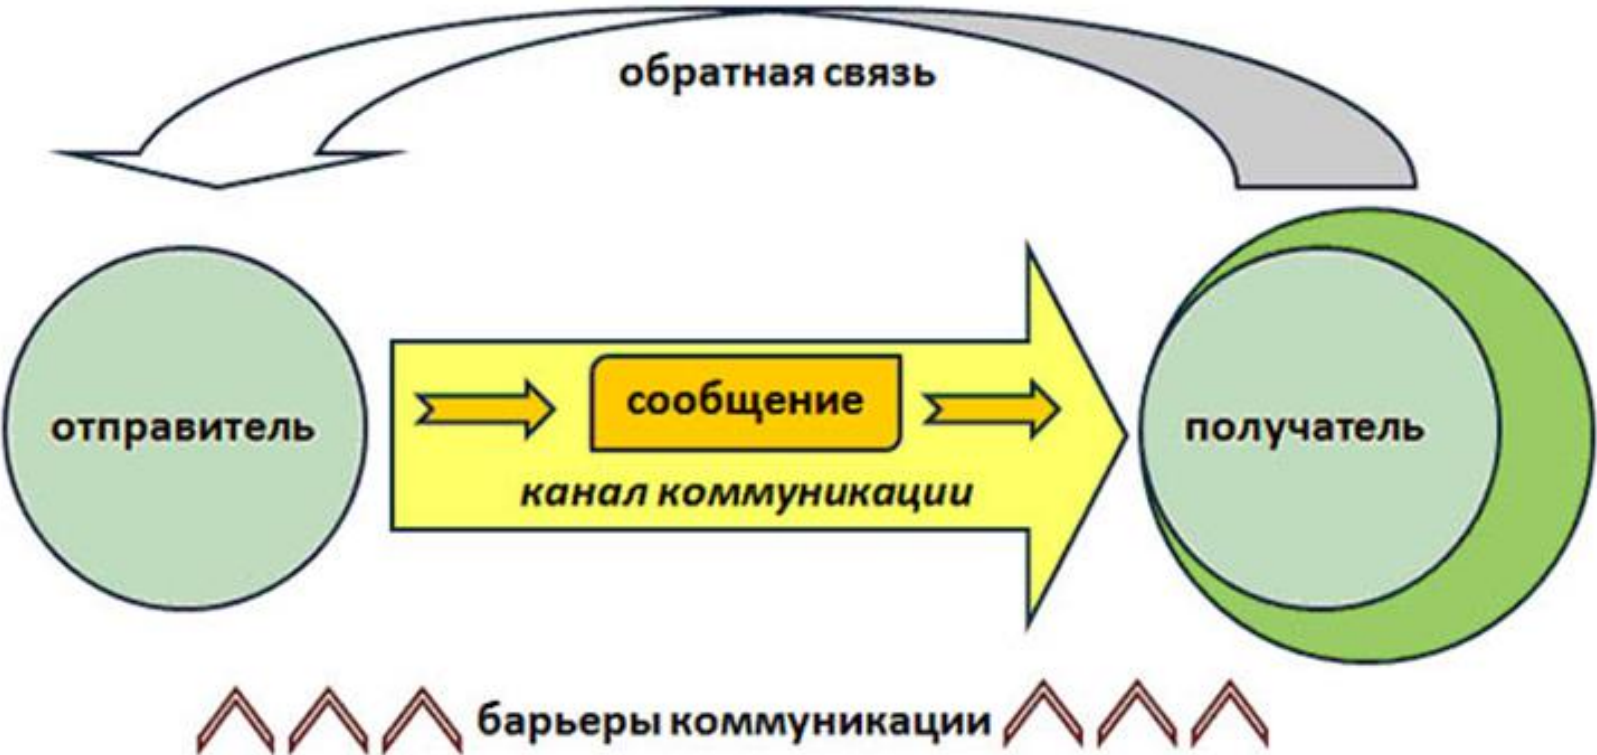 обратная связь
отправитель
сообщение
канал коммуникации
получатель
барьеры коммуникации